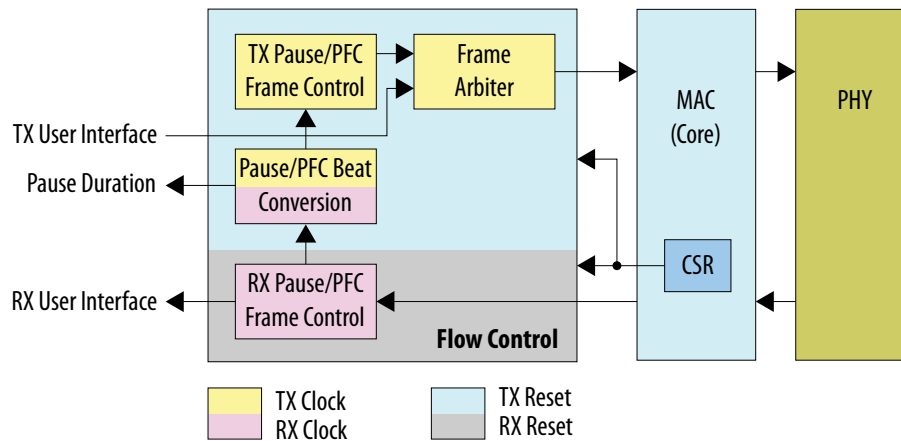 TX Pause/PFC
Frame Control
Frame
Arbiter
MAC
(Core)
PHY
TX User Interface
Pause Duration
Pause/PFC Beat
Conversion
CSR
RX User Interface
RX Pause/PFC
Frame Control
Flow Control
TX Clock
RX Clock
TX Reset
RX Reset